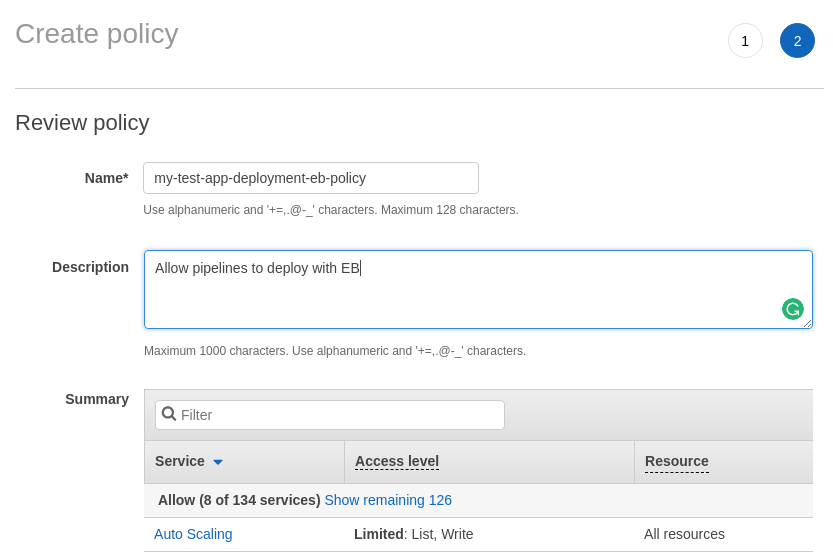 Create policy
1
2
Review policy
Name*
my-test-app-deployment-eb-policy
Use alphanumeric and '+=,.@-_' characters. Maximum 128 characters.
Description
Allow pipelines to deploy with EB
Maximum 1000 characters. Use alphanumeric and '+=,.@-_' characters.
Summary
Filter
Service Access level Resource
Allow (8 of 134 services) Show remaining 126
Auto Scaling Limited: List, Write All resources